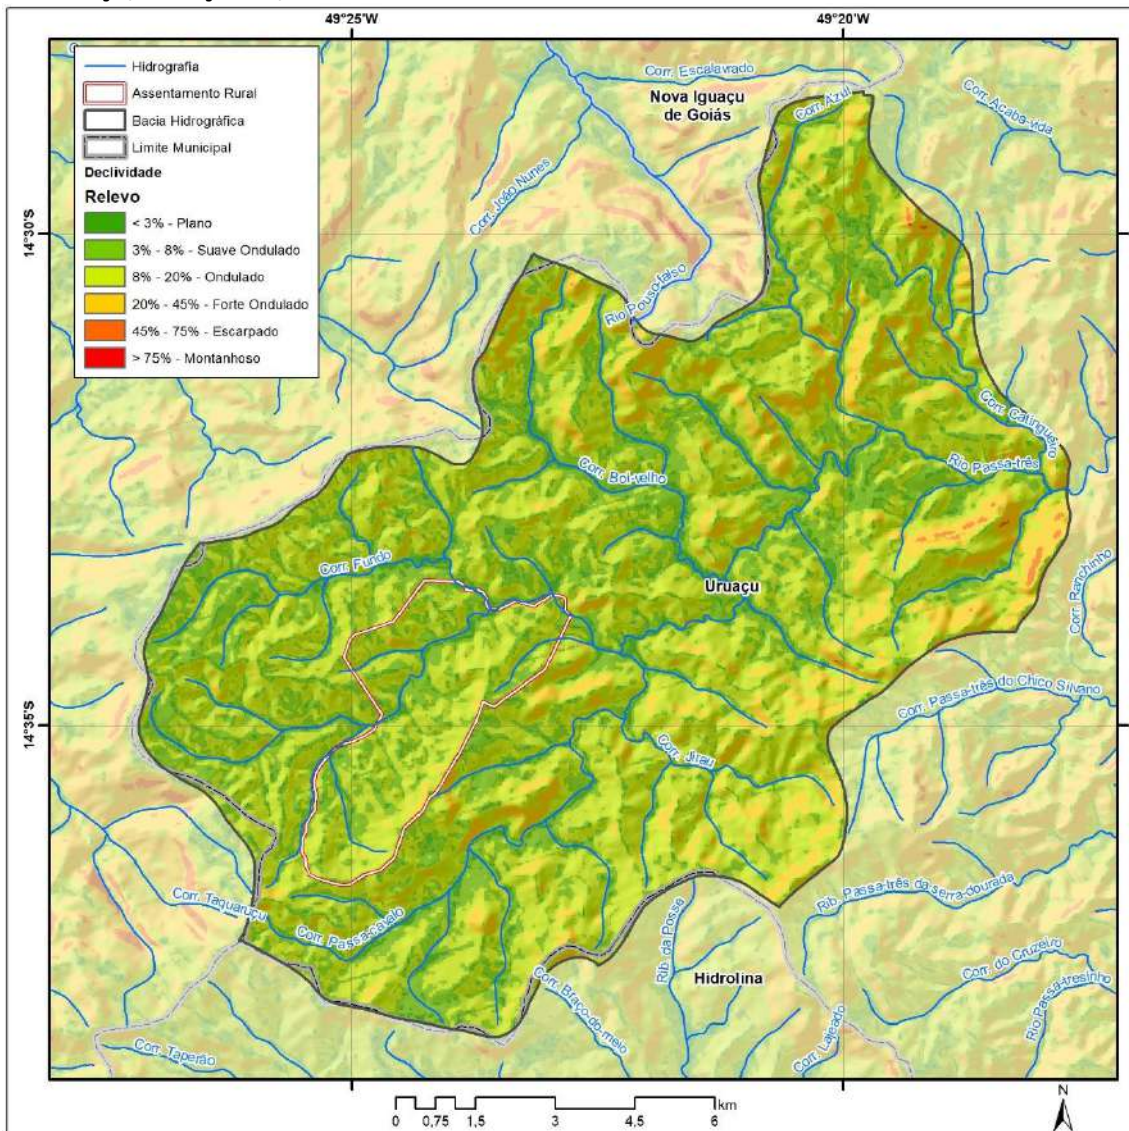 49°25'W
49°20'W
Hidrografia
Assentamento Rural
Bacia Hidrográfica
Limite Municipal
Declividade
Relevo
< 3% - Plano
3% - 8% - Suave Ondulado
8% - 20% - Ondulado
20% - 45% - Forte Ondulado
45% - 75% - Escarpado
> 75% - Montanhoso
Corr. Escalavrado
Nova Iguaçu
de Goiás
Corr. Azul
Corr. Acaba-vida
Corr. João Nunes
14°30'S
Rio Pouso-falso
Corr. Catingueiro
Rio Passa-três
Corr. Boi-velho
Corr. Fundo
Uruaçu
Corr. Ranchinho
Corr. Passa-três do Chico Silvano
14°35'S
Corr. Jirau
Corr. Taquaruçu
Corr. Passa-cavalo
Rib. Passa-três da serra-dourada
Rib. da Posse
Hidrolina
Corr. do Cruzeiro
Rio Passa-tresinho
Corr. Braço-do-meio
Corr. Lajeado
Corr. Taperão
km
0 0,75 1,5 3 4,5 6
N